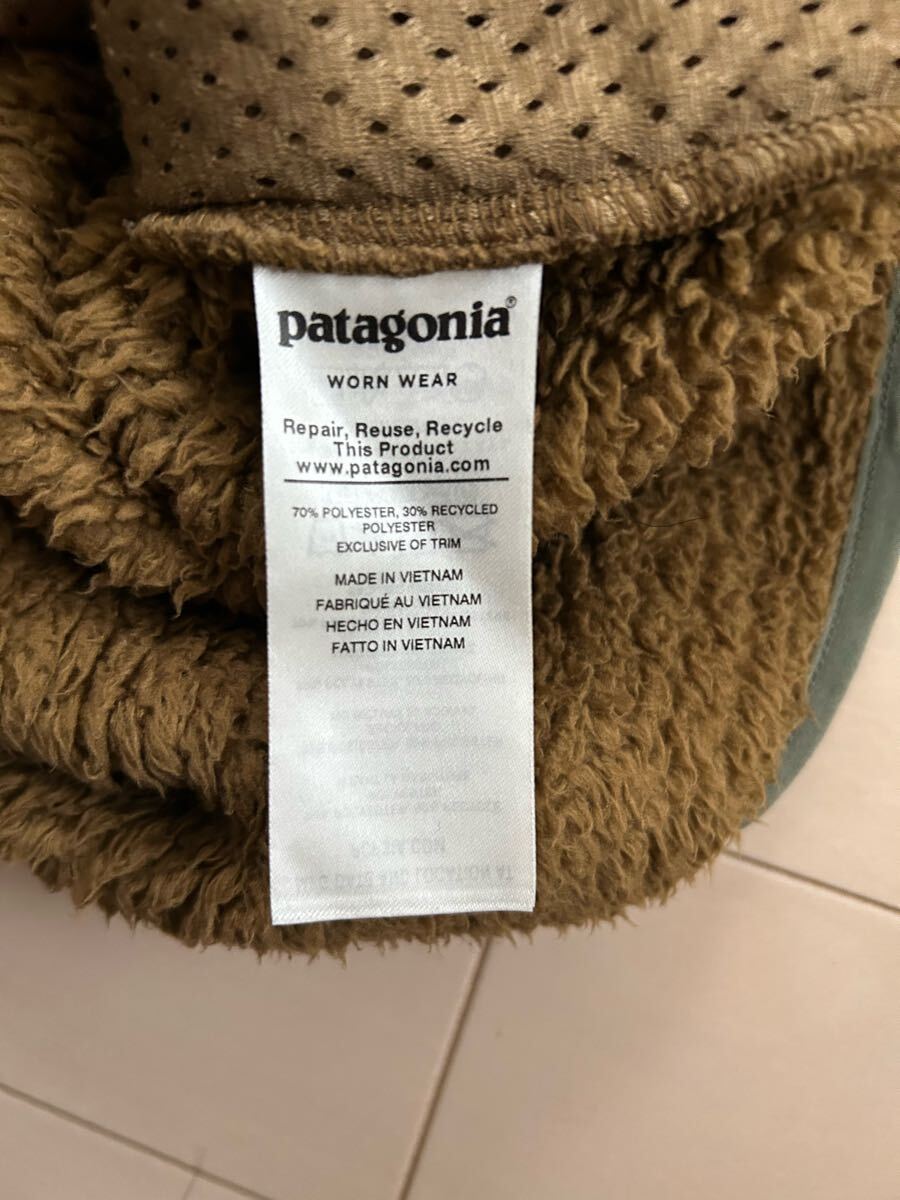 patagonia®
WORN WEAR
Repair, Reuse, Recycle
This Product
www.patagonia.com
70% POLYESTER, 30% RECYCLED
POLYESTER
EXCLUSIVE OF TRIM
MADE IN VIETNAM
FABRIQUÉ AU VIETNAM
HECHO EN VIETNAM
FATTO IN VIETNAM